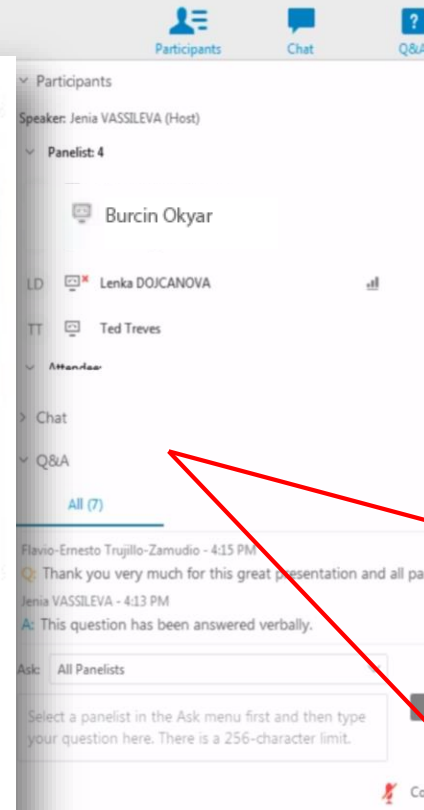 Participants Chat Q&A
Participants
Speaker: Jenia VASSILEVA (Host)
Panelist: 4
Burcin Okyar
LD Lenka DOJCANOVA
TT Ted Treves
Attendee:
Chat
Q&A
All (7)
Flavio-Ernesto Trujillo-Zamudio - 4:15 PM
Q: Thank you very much for this great presentation and all pa
Jenia VASSILEVA - 4:13 PM
A: This question has been answered verbally.
Ask: All Panelists
Select a panelist in the Ask menu first and then type
your question here. There is a 256-character limit.
Co